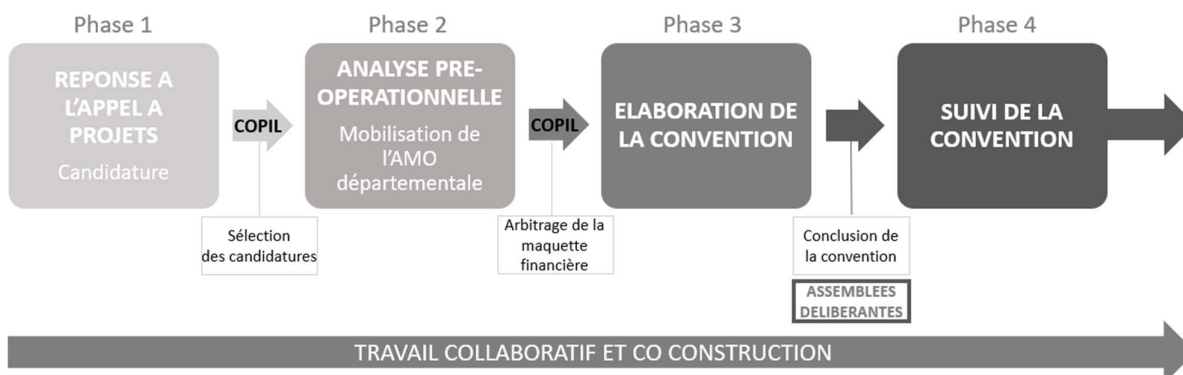 Phase 1
REPONSE A
L'APPEL A
PROJETS
Candidature
COPIL
Sélection
des candidatures
Phase 2
ANALYSE PRE-
OPERATIONNELLE
Mobilisation de
l'AMO
départementale
COPIL
Arbitrage de la
maquette
financière
Phase 3
ELABORATION DE
LA CONVENTION
Conclusion de
la convention
ASSEMBLEES
DELIBERANTES
Phase 4
SUIVI DE LA
CONVENTION
TRAVAIL COLLABORATIF ET CO CONSTRUCTION